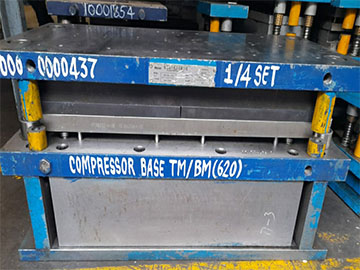 10001854
000 0000437
1/4 SET
COMPRESSOR BASE TM/BM(620)